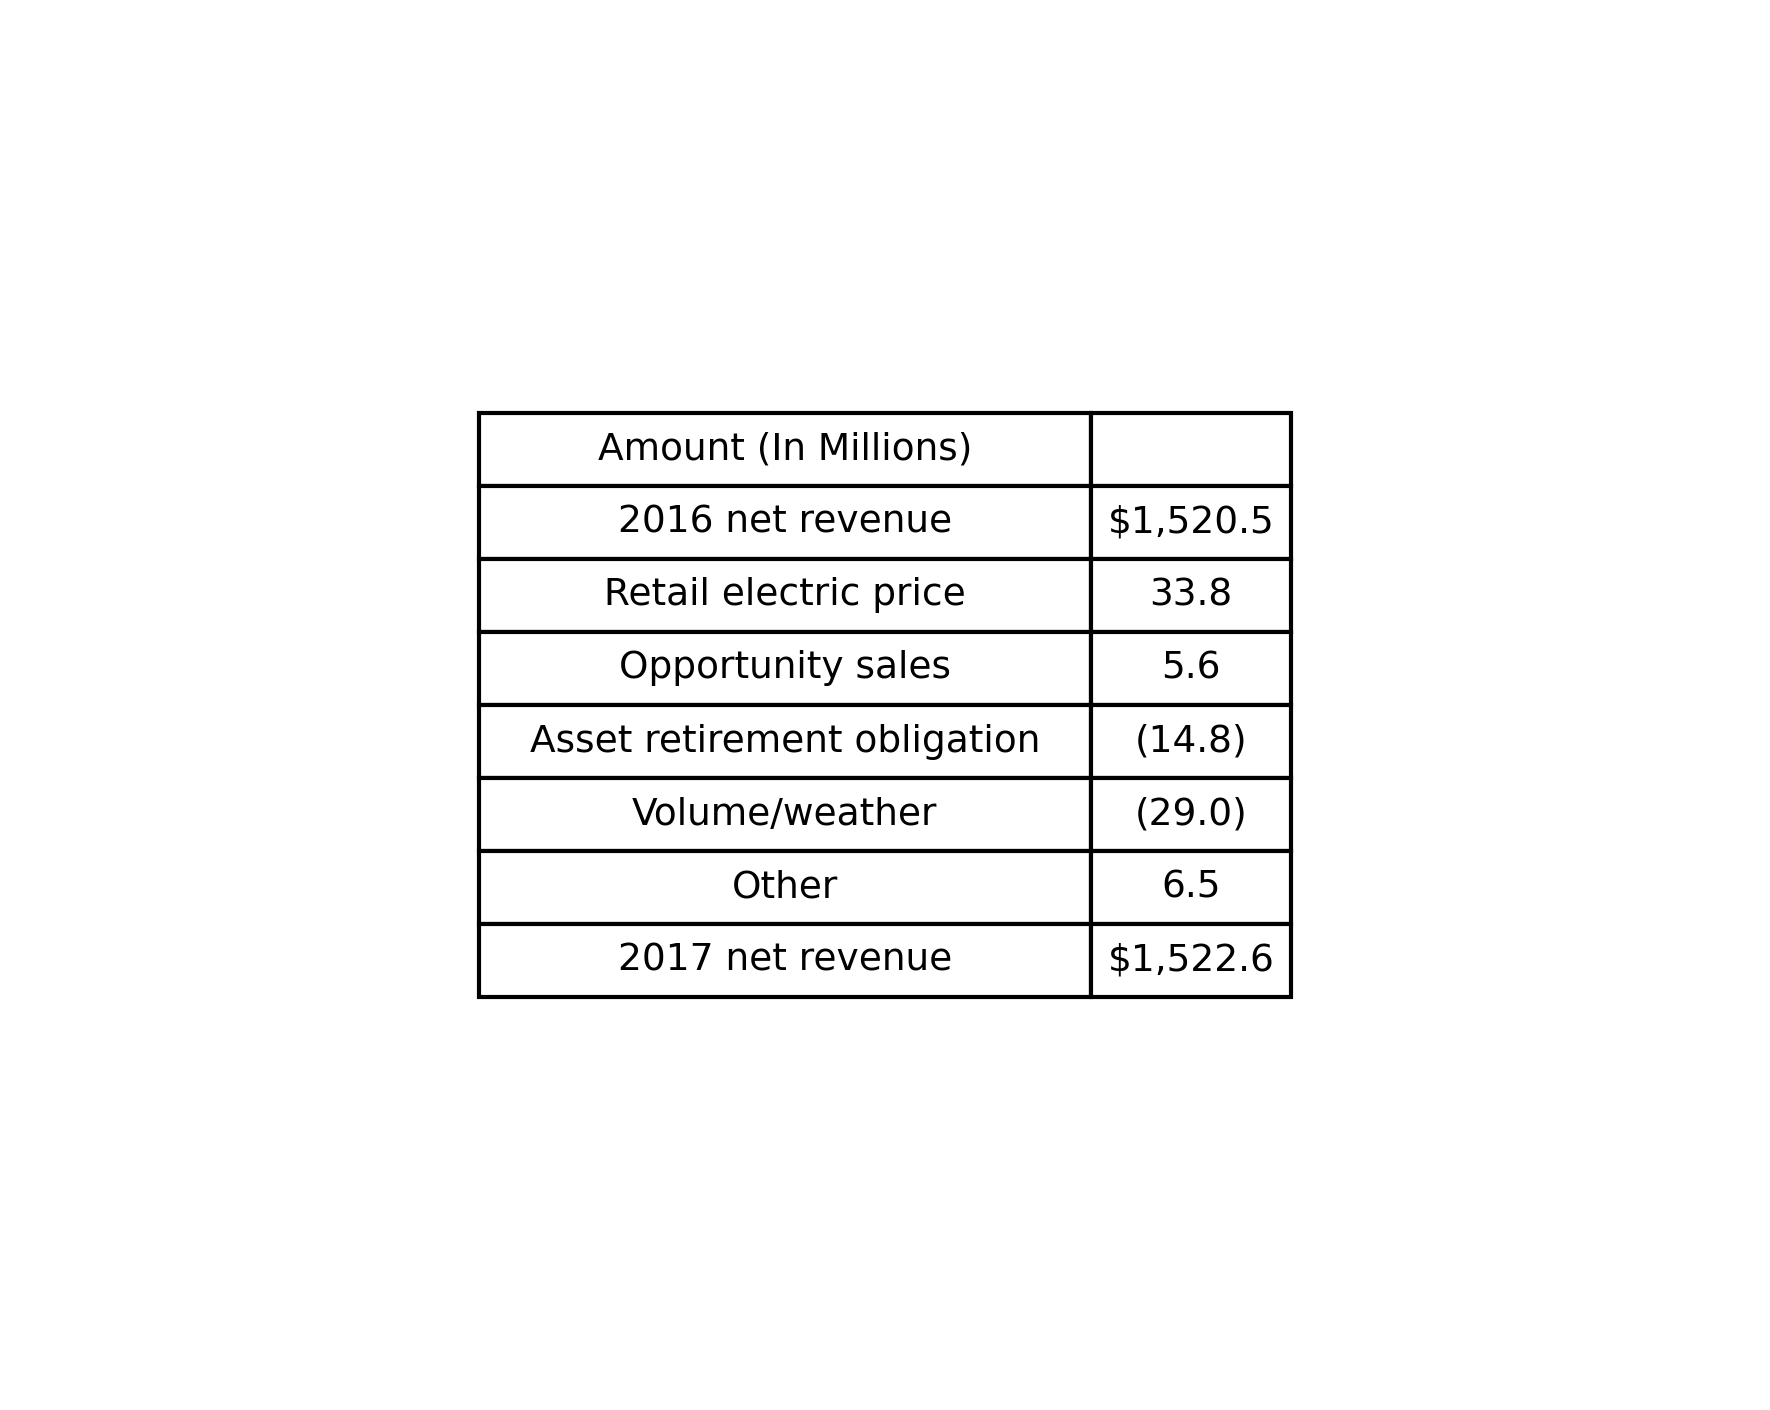 Amount (In Millions)
2016 net revenue $1,520.5
Retail electric price 33.8
Opportunity sales 5.6
Asset retirement obligation (14.8)
Volume/weather (29.0)
Other 6.5
2017 net revenue $1,522.6